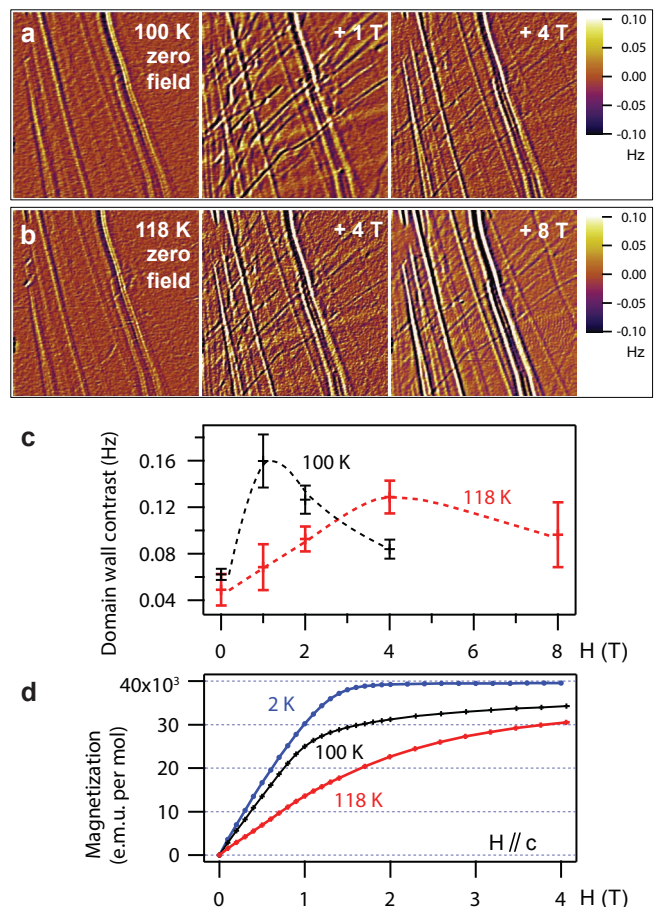 a
100 K
zero
field
+ 1 T
+ 4 T
0.10
0.05
0.00
-0.05
-0.10
Hz
b
118 K
zero
field
+ 4 T
+ 8 T
0.10
0.05
0.00
-0.05
-0.10
Hz
c
Domain wall contrast (Hz)
0.16
0.12
0.08
0.04
100 K
118 K
0
2
4
6
8
H (T)
d
Magnetization
(e.m.u. per mol)
40x10³
30
20
10
0
2 K
100 K
118 K
H // c
0
1
2
3
4
H (T)